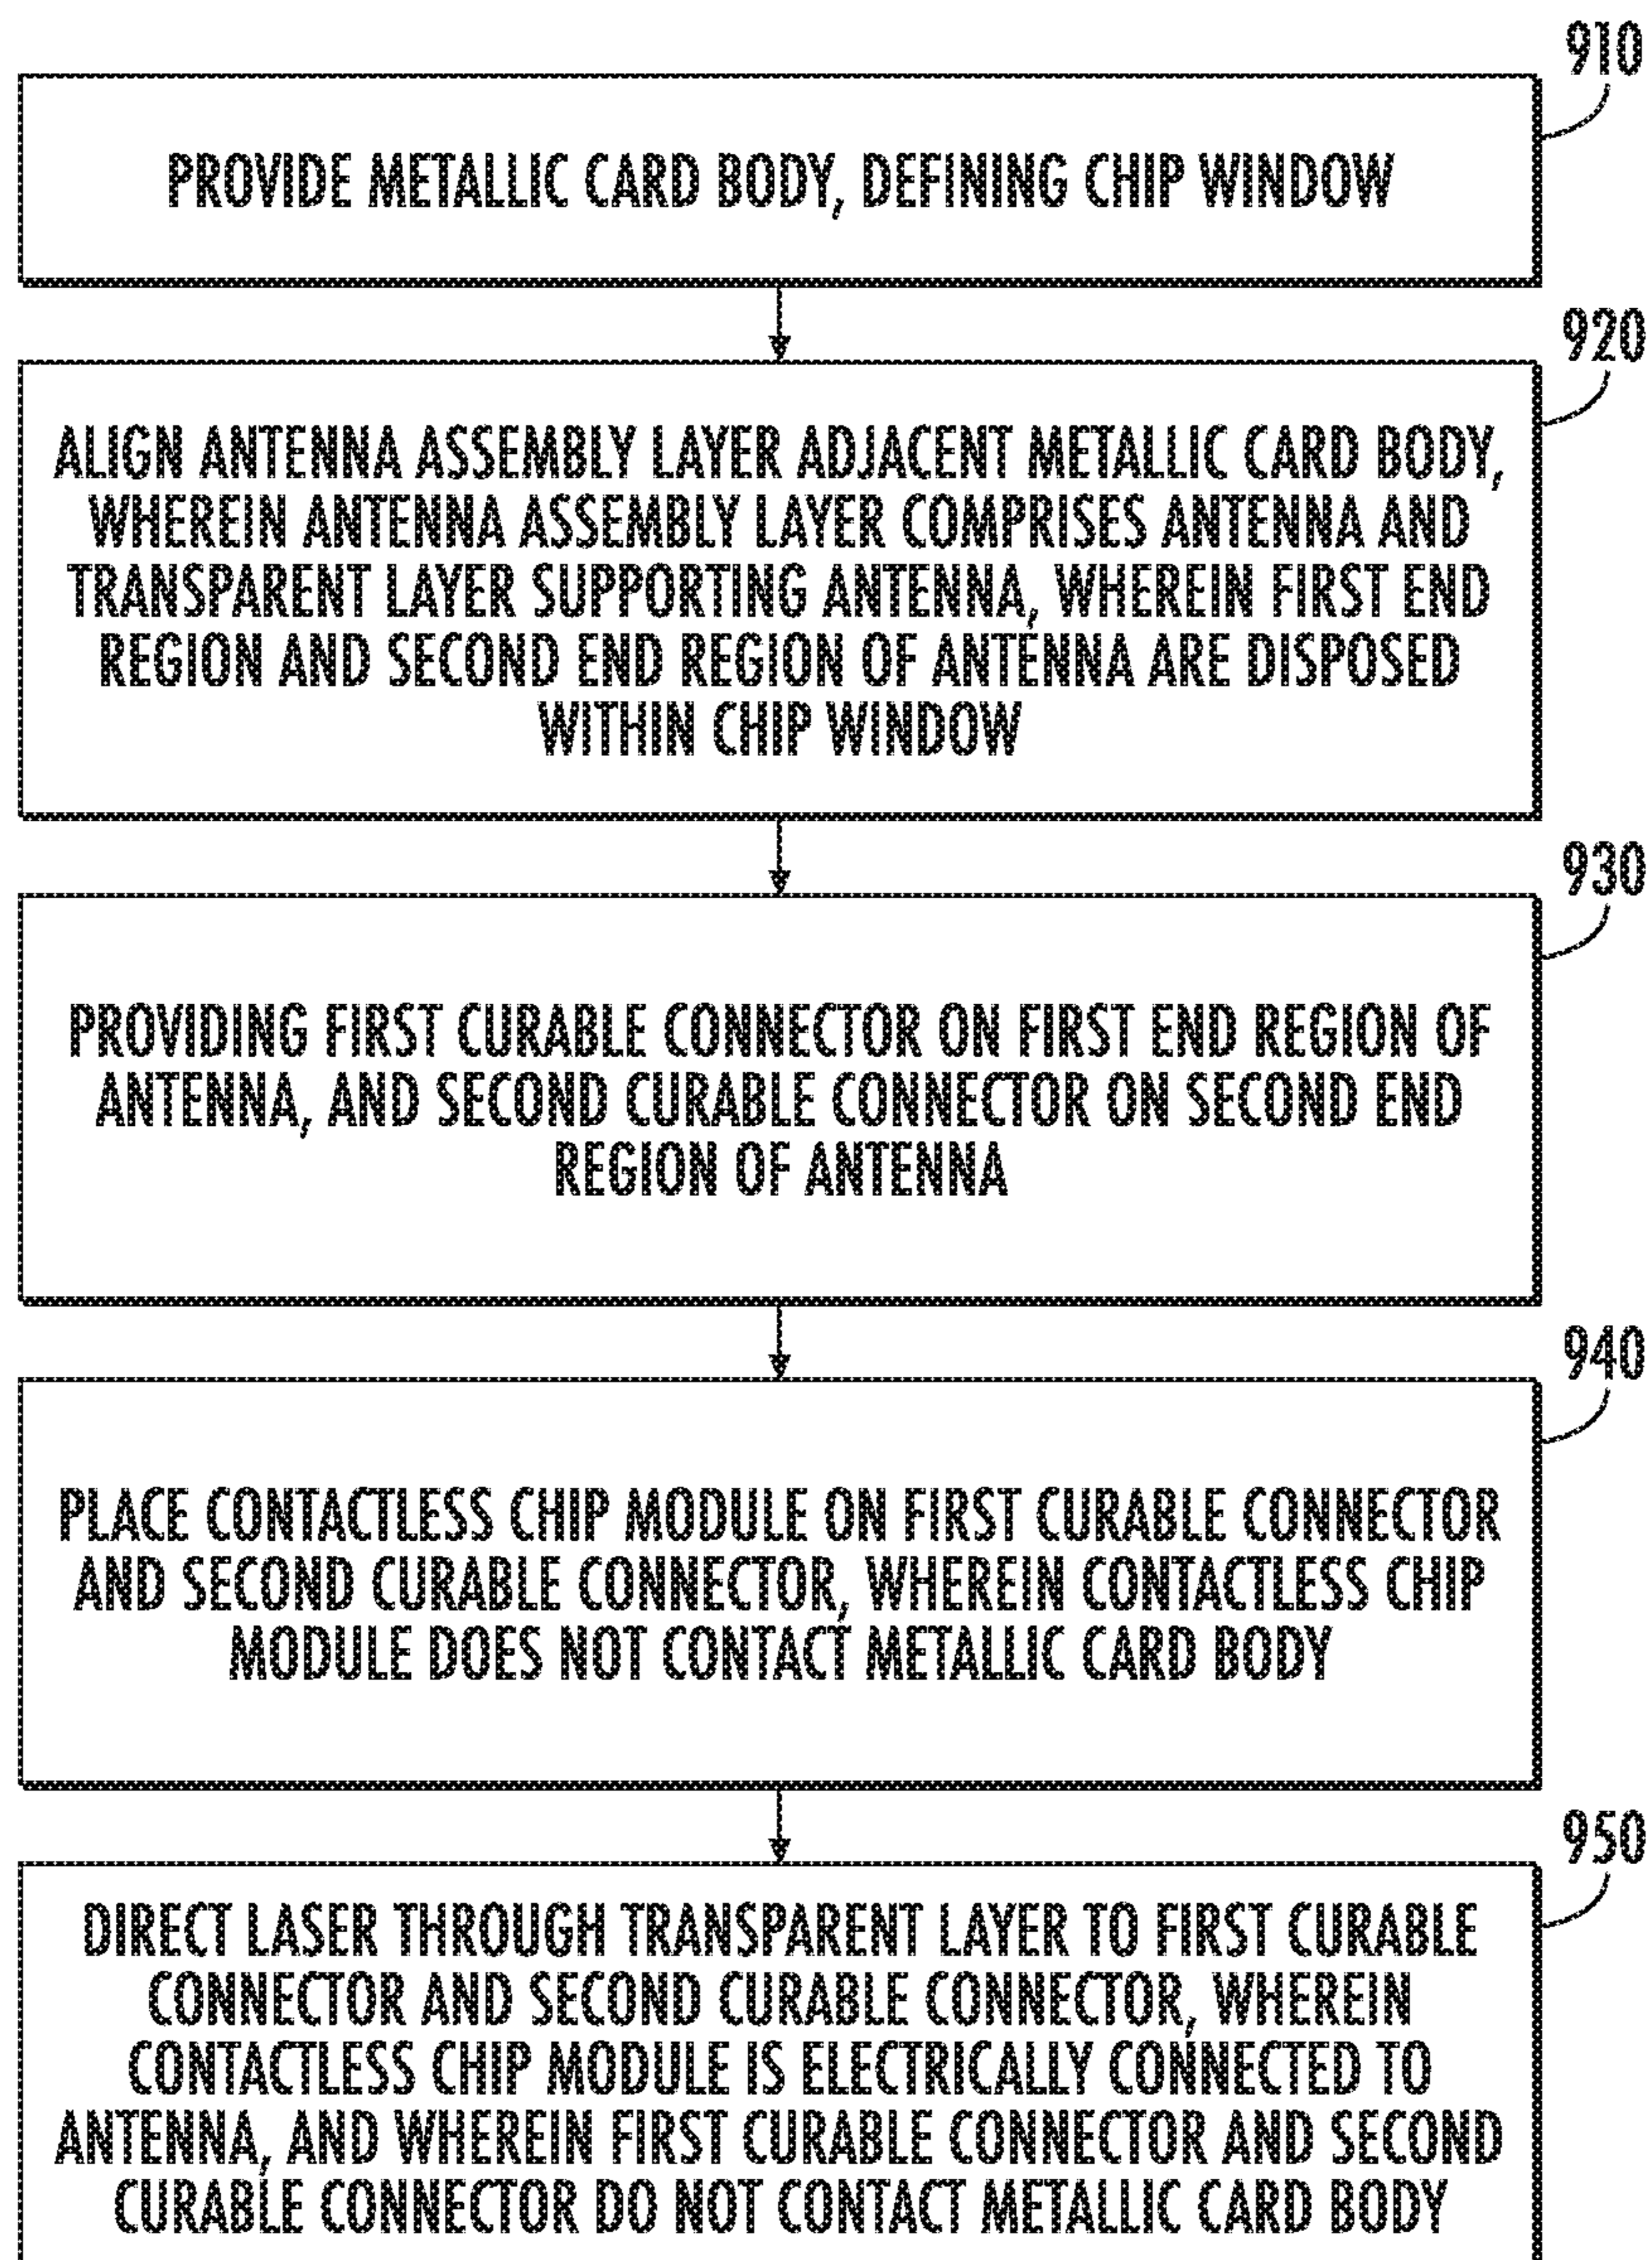 910
PROVIDE METALLIC CARD BODY, DEFINING CHIP WINDOW
920
ALIGN ANTENNA ASSEMBLY LAYER ADJACENT METALLIC CARD BODY,
WHEREIN ANTENNA ASSEMBLY LAYER COMPRISES ANTENNA AND
TRANSPARENT LAYER SUPPORTING ANTENNA, WHEREIN FIRST END
REGION AND SECOND END REGION OF ANTENNA ARE DISPOSED
WITHIN CHIP WINDOW
930
PROVIDING FIRST CURABLE CONNECTOR ON FIRST END REGION OF
ANTENNA, AND SECOND CURABLE CONNECTOR ON SECOND END
REGION OF ANTENNA
940
PLACE CONTACTLESS CHIP MODULE ON FIRST CURABLE CONNECTOR
AND SECOND CURABLE CONNECTOR, WHEREIN CONTACTLESS CHIP
MODULE DOES NOT CONTACT METALLIC CARD BODY
950
DIRECT LASER THROUGH TRANSPARENT LAYER TO FIRST CURABLE
CONNECTOR AND SECOND CURABLE CONNECTOR, WHEREIN
CONTACTLESS CHIP MODULE IS ELECTRICALLY CONNECTED TO
ANTENNA, AND WHEREIN FIRST CURABLE CONNECTOR AND SECOND
CURABLE CONNECTOR DO NOT CONTACT METALLIC CARD BODY